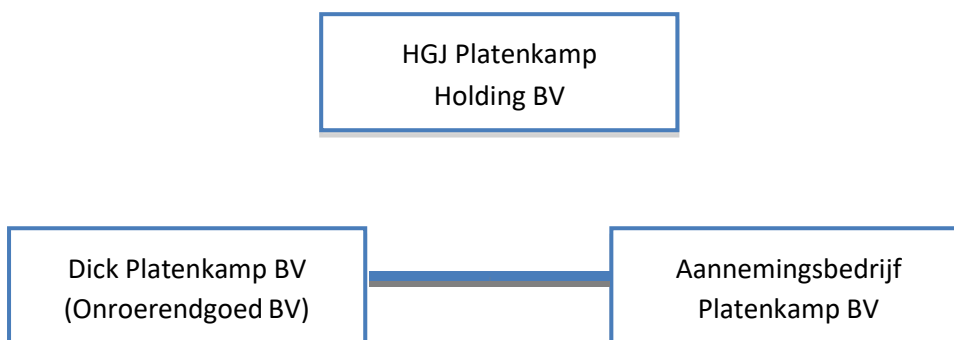 HGJ Platenkamp
Holding BV
Dick Platenkamp BV
(Onroerendgoed BV)
Aannemingsbedrijf
Platenkamp BV